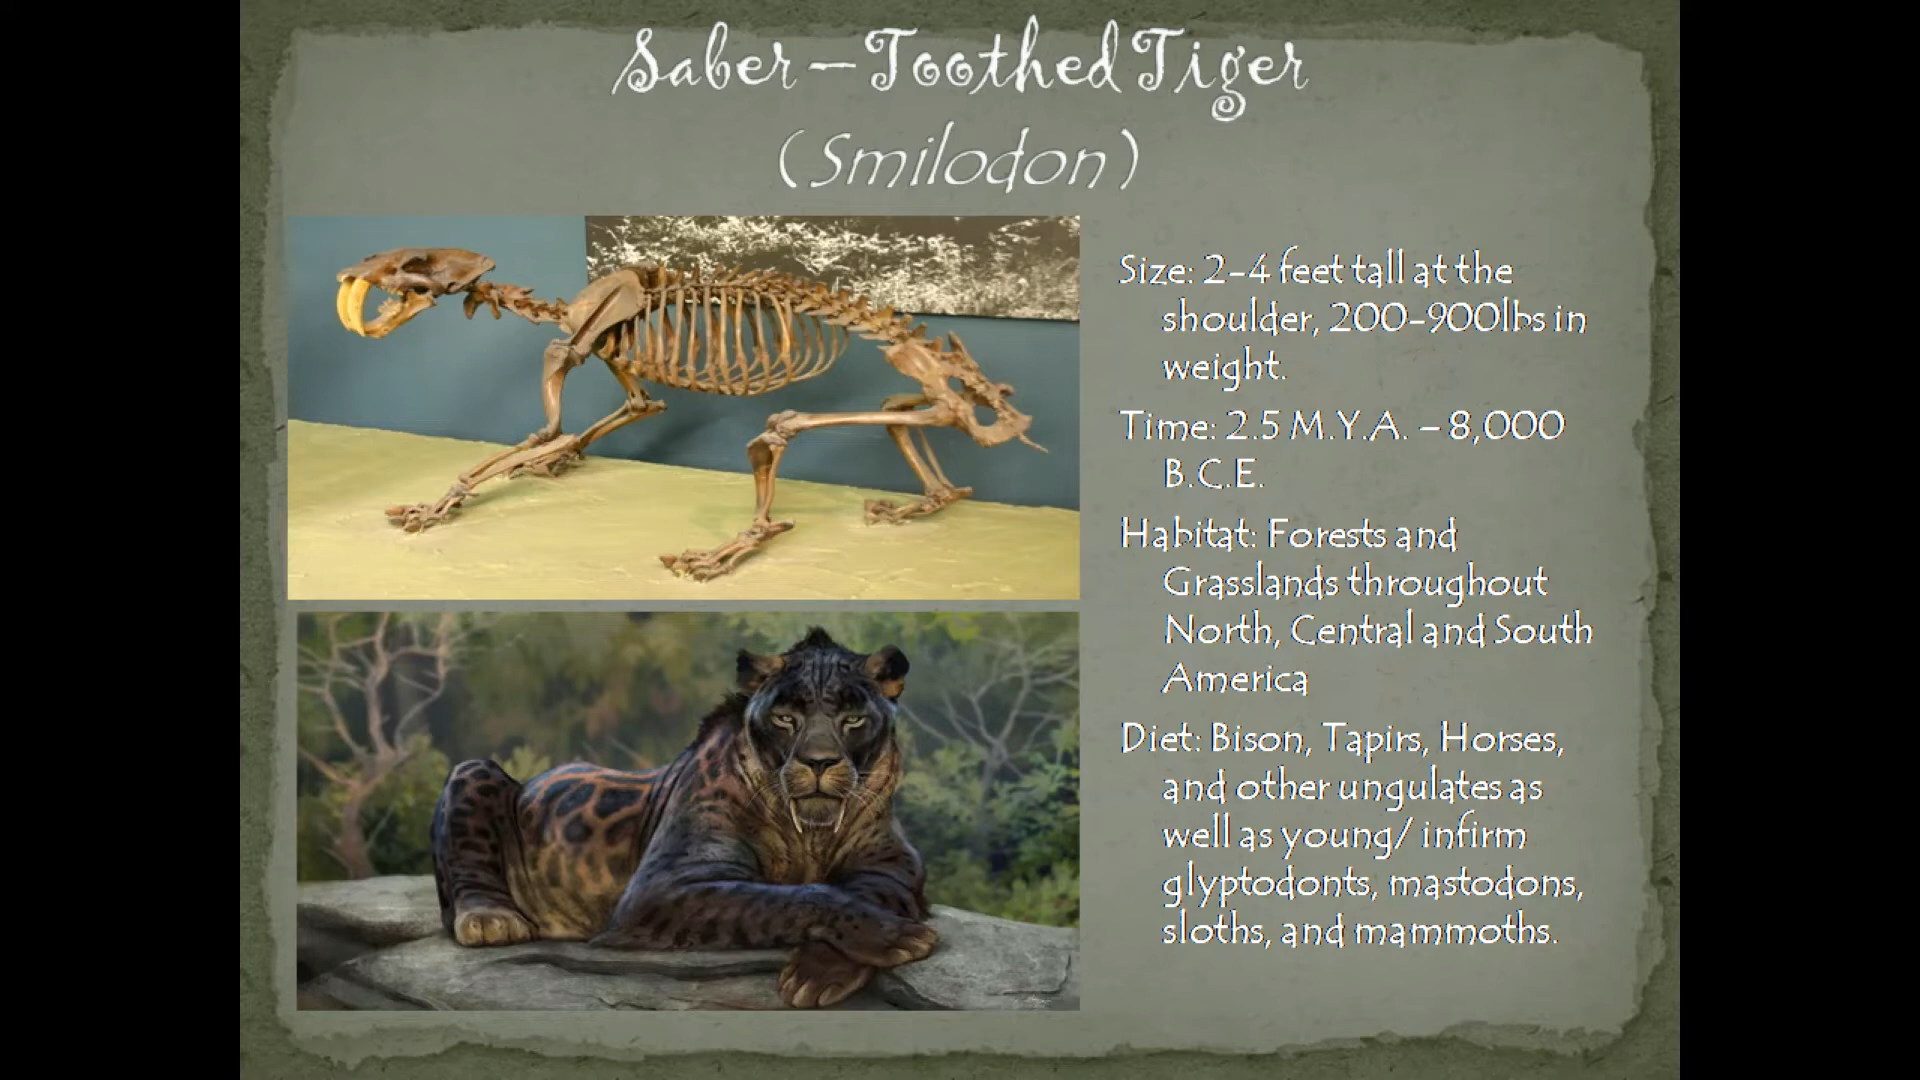 Saber – Toothed Tiger
(Smilodon)
Size: 2-4 feet tall at the
shoulder, 200-900lbs in
weight.
Time: 2.5 M.Y.A. – 8,000
B.C.E.
Habitat: Forests and
Grasslands throughout
North, Central and South
America
Diet: Bison, Tapirs, Horses,
and other ungulates as
well as young/ infirm
glyptodonts, mastodons,
sloths, and mammoths.